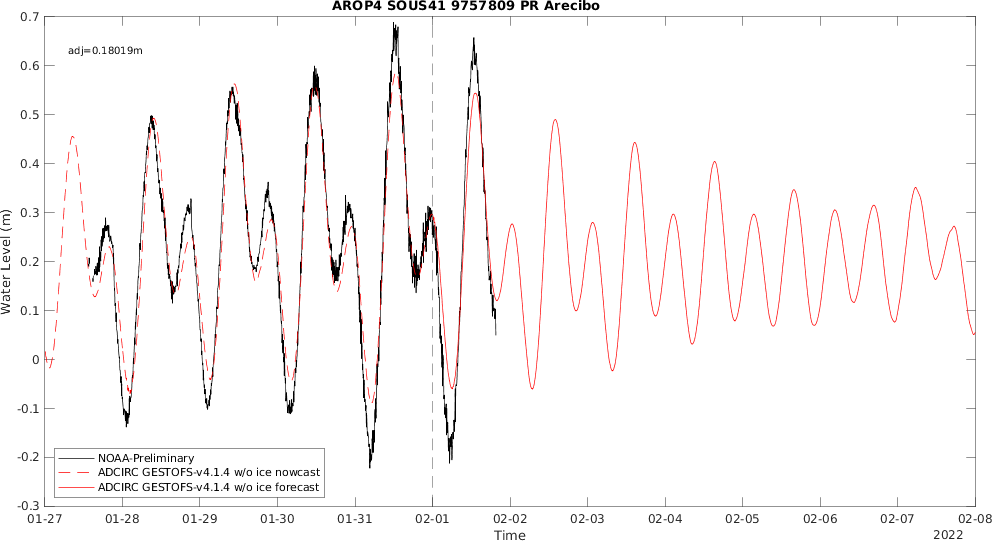 AROP4 SOUS41 9757809 PR Arecibo
adj=0.18019m
Water Level (m)
0.7
0.6
0.5
0.4
0.3
0.2
0.1
0
-0.1
-0.2
-0.3
NOAA-Preliminary
ADCIRC GESTOFS-v4.1.4 w/o ice nowcast
ADCIRC GESTOFS-v4.1.4 w/o ice forecast
01-27 01-28 01-29 01-30 01-31 02-01 02-02 02-03 02-04 02-05 02-06 02-07 02-08
Time
2022